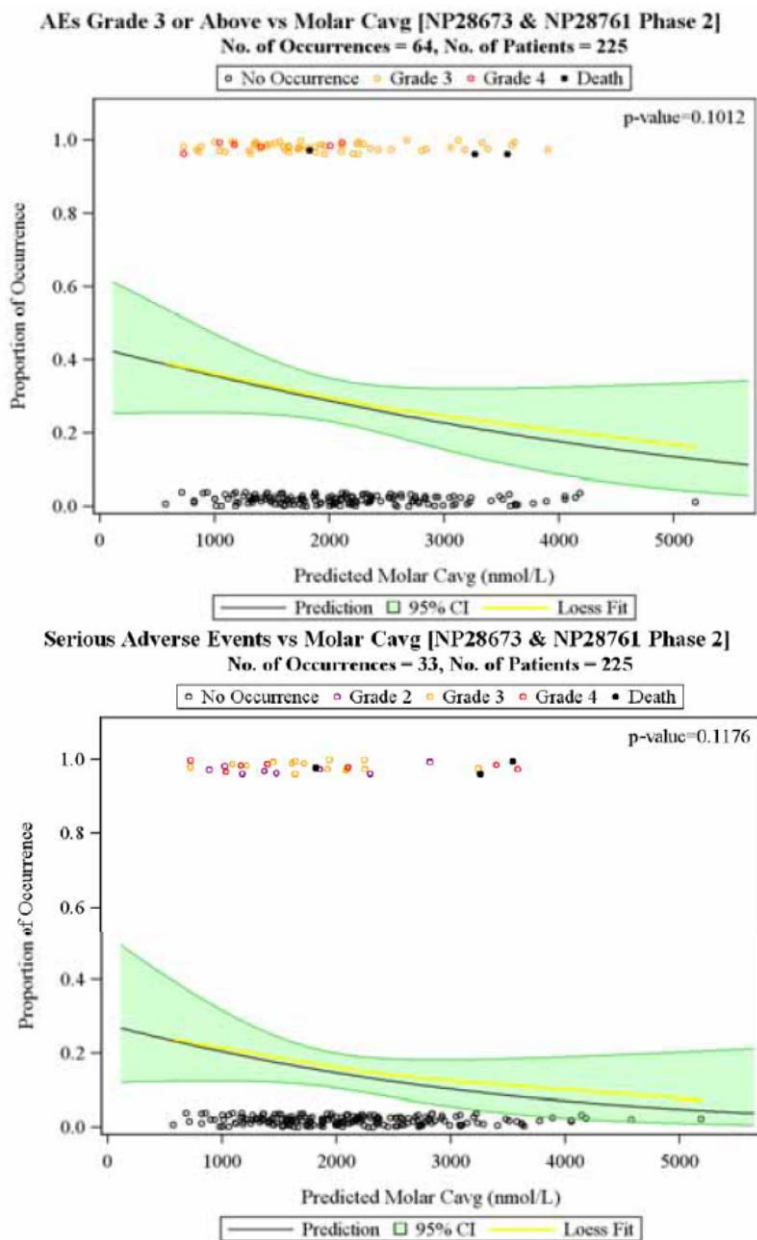 AEs Grade 3 or Above vs Molar Cavg [NP28673 & NP28761 Phase 2]
No. of Occurrences = 64, No. of Patients = 225
No Occurrence Grade 3 Grade 4 Death
p-value=0.1012
1.0
0.8
0.6
0.4
0.2
0.0
Proportion of Occurrence
0 1000 2000 3000 4000 5000
Predicted Molar Cavg (nmol/L)
Prediction 95% CI Loess Fit
Serious Adverse Events vs Molar Cavg [NP28673 & NP28761 Phase 2]
No. of Occurrences = 33, No. of Patients = 225
No Occurrence Grade 2 Grade 3 Grade 4 Death
p-value=0.1176
1.0
0.8
0.6
0.4
0.2
0.0
Proportion of Occurrence
0 1000 2000 3000 4000 5000
Predicted Molar Cavg (nmol/L)
Prediction 95% CI Loess Fit